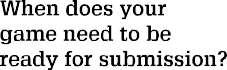 When does your
game need to be
ready for submission?